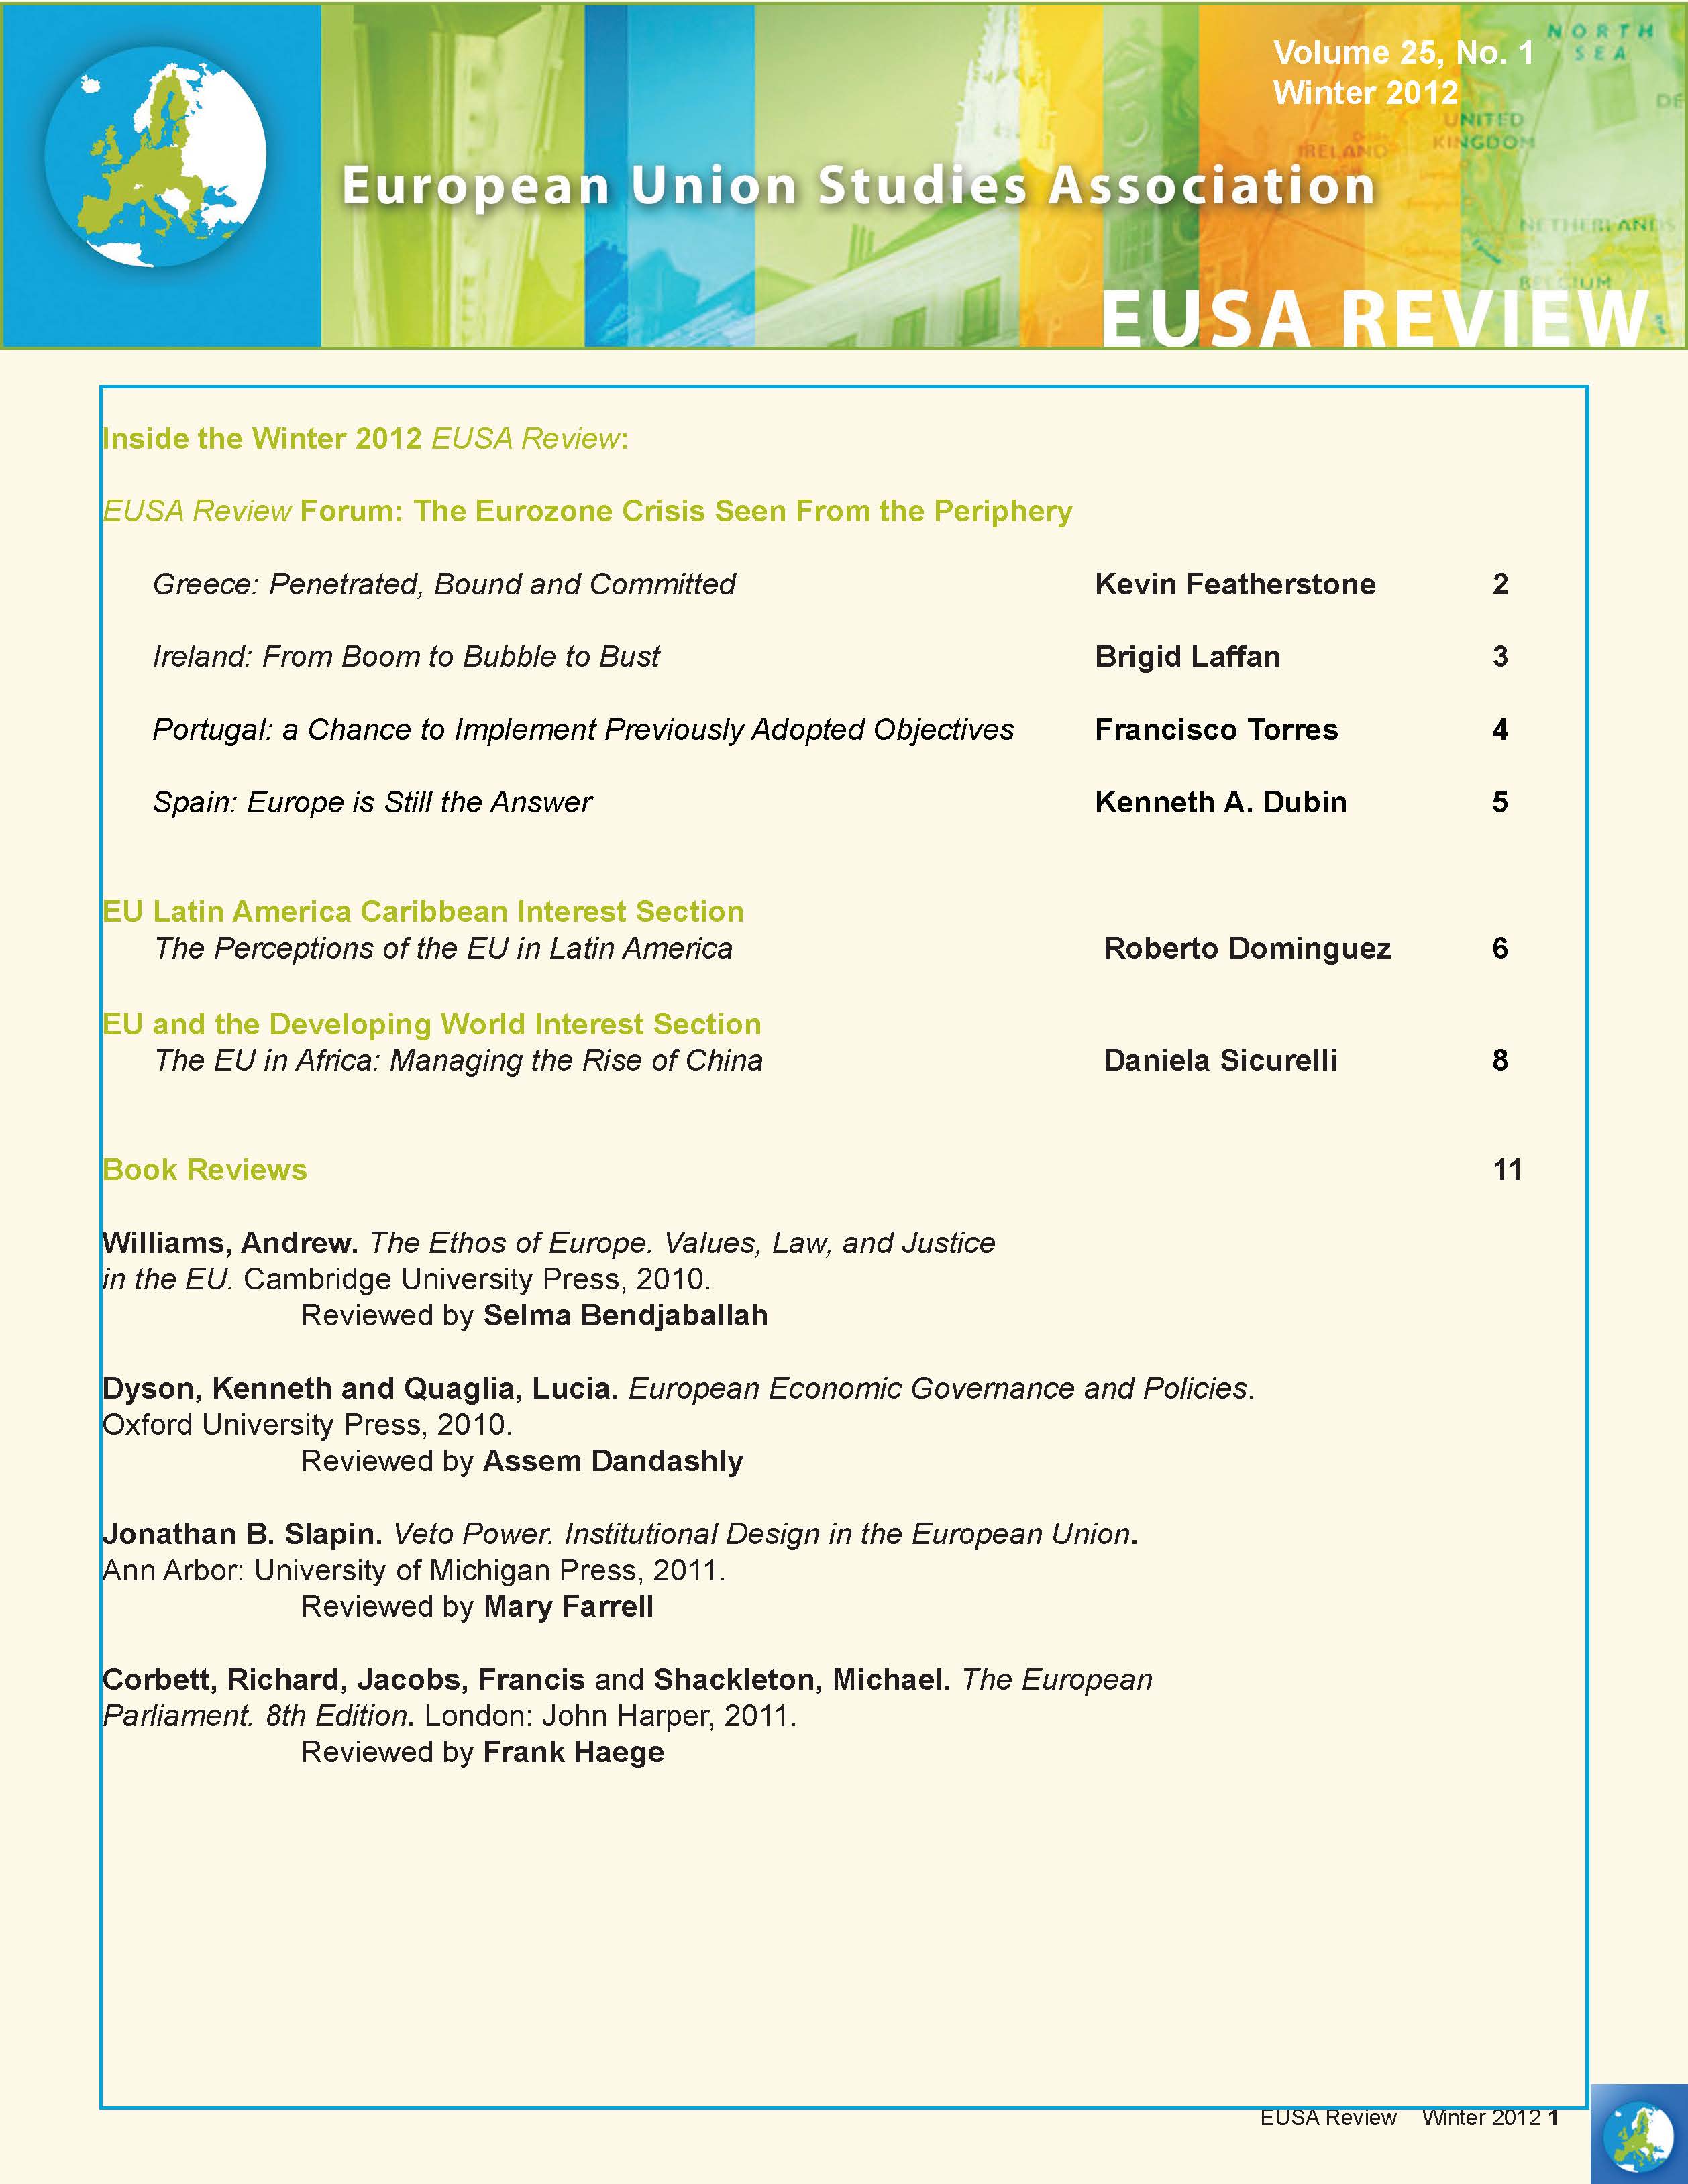 Volume 25, No. 1
Winter 2012
NORTH
SEA
DE
UNITED
KINGDOM
IRELAND
European Union Studies Association
NETHERLANDS
BELGIUM
EUSA REVIEW
Inside the Winter 2012 EUSA Review:
EUSA Review Forum: The Eurozone Crisis Seen From the Periphery
Greece: Penetrated, Bound and Committed Kevin Featherstone 2
Ireland: From Boom to Bubble to Bust Brigid Laffan 3
Portugal: a Chance to Implement Previously Adopted Objectives Francisco Torres 4
Spain: Europe is Still the Answer Kenneth A. Dubin 5
EU Latin America Caribbean Interest Section
The Perceptions of the EU in Latin America Roberto Dominguez 6
EU and the Developing World Interest Section
The EU in Africa: Managing the Rise of China Daniela Sicurelli 8
Book Reviews 11
Williams, Andrew. The Ethos of Europe. Values, Law, and Justice
in the EU. Cambridge University Press, 2010.
Reviewed by Selma Bendjaballah
Dyson, Kenneth and Quaglia, Lucia. European Economic Governance and Policies.
Oxford University Press, 2010.
Reviewed by Assem Dandashly
Jonathan B. Slapin. Veto Power. Institutional Design in the European Union.
Ann Arbor: University of Michigan Press, 2011.
Reviewed by Mary Farrell
Corbett, Richard, Jacobs, Francis and Shackleton, Michael. The European
Parliament. 8th Edition. London: John Harper, 2011.
Reviewed by Frank Haege
EUSA Review Winter 2012 1